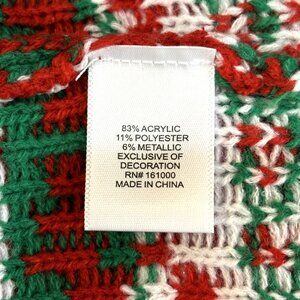 83% ACRYLIC
11% POLYESTER
6% METALLIC
EXCLUSIVE OF
DECORATION
RN# 161000
MADE IN CHINA